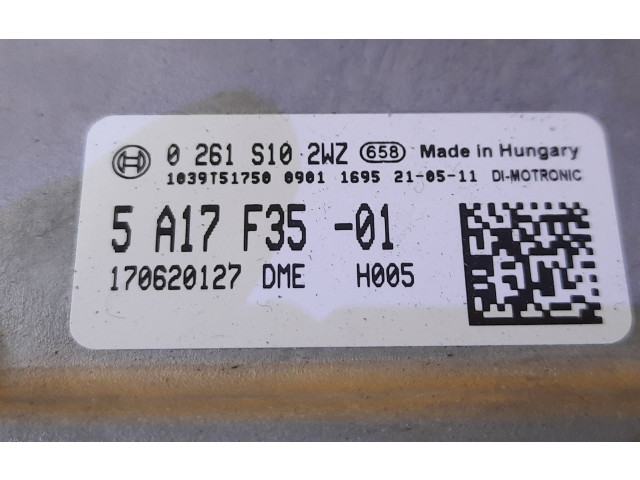 0 261 S10 2WZ 658 Made in Hungary
1039T51750 0901 1695 21-05-11 DI-MOTRONIC
5 A17 F35 -01
170620127 DME H005